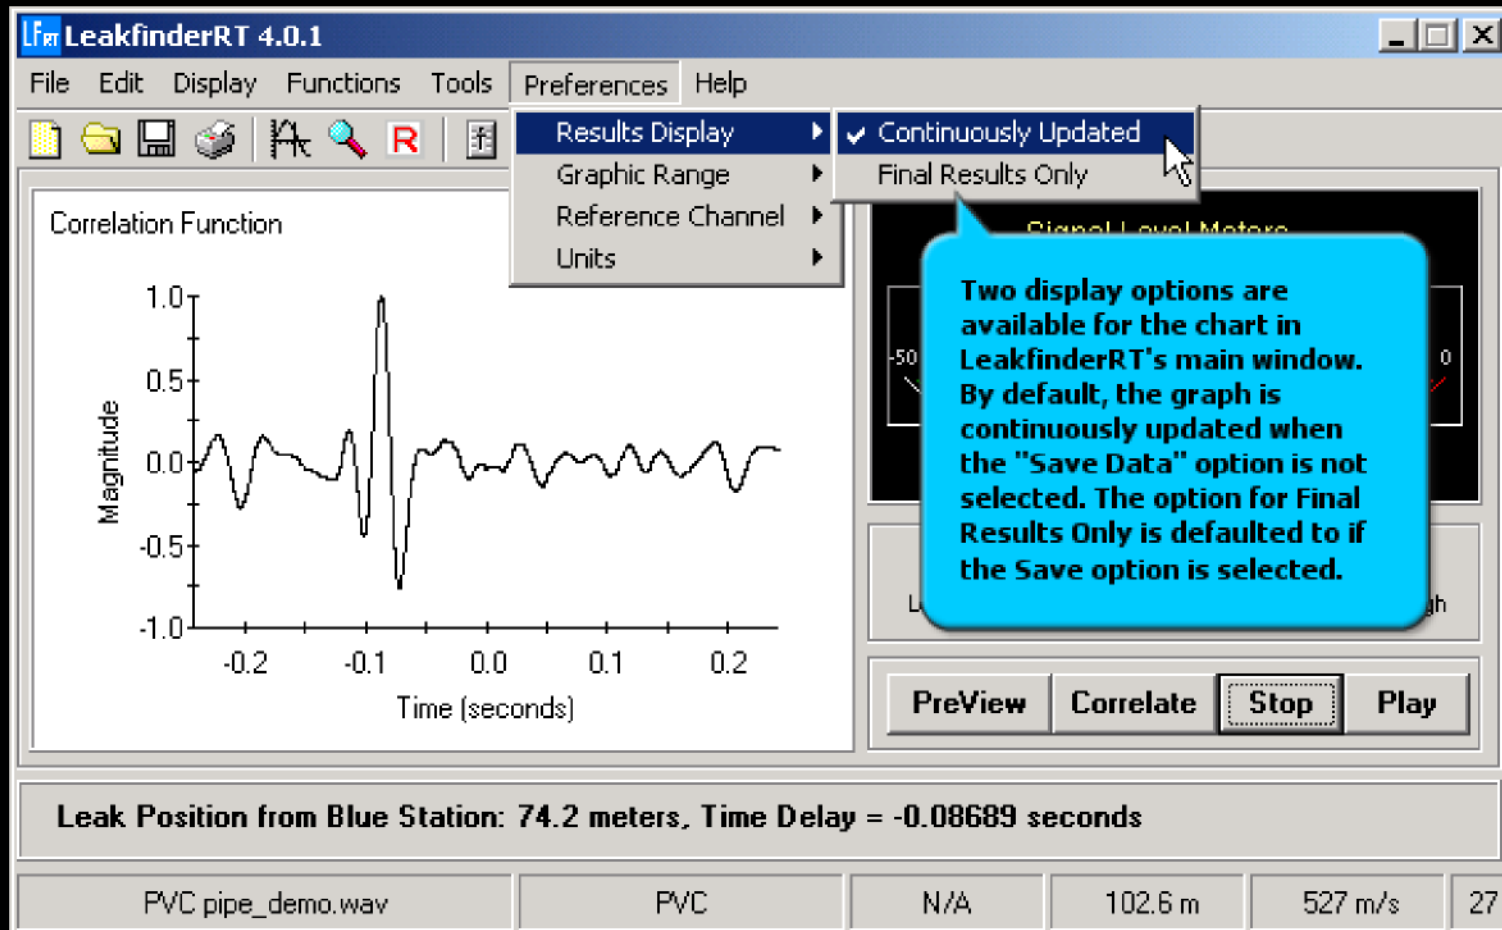 LFRT LeakfinderRT 4.0.1
File Edit Display Functions Tools Preferences Help
R f
Results Display
Graphic Range
Reference Channel
Units
Continuously Updated
Final Results Only
Correlation Function
1.0
0.5
0.0
-0.5
-1.0
Magnitude
-0.2 -0.1 0.0 0.1 0.2
Time (seconds)
Signal Level Meters
-50 0
Two display options are
available for the chart in
LeakfinderRT's main window.
By default, the graph is
continuously updated when
the "Save Data" option is not
selected. The option for Final
Results Only is defaulted to if
the Save option is selected.
PreView Correlate Stop Play
Leak Position from Blue Station: 74.2 meters, Time Delay = -0.08689 seconds
PVC pipe_demo.wav PVC N/A 102.6 m 527 m/s 27